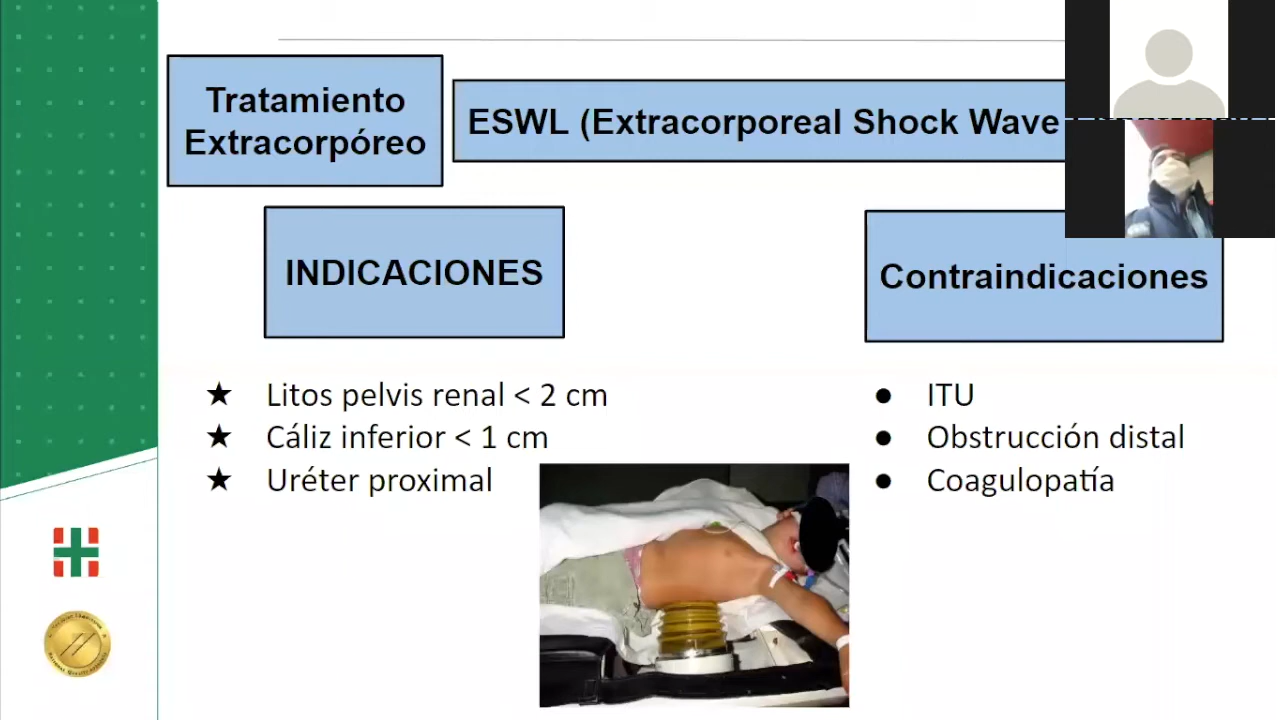 Tratamiento
Extracorpóreo
ESWL (Extracorporeal Shock Wave
INDICACIONES
Contraindicaciones
★ Litos pelvis renal < 2 cm
★ Cáliz inferior < 1 cm
★ Uréter proximal
● ITU
● Obstrucción distal
● Coagulopatía